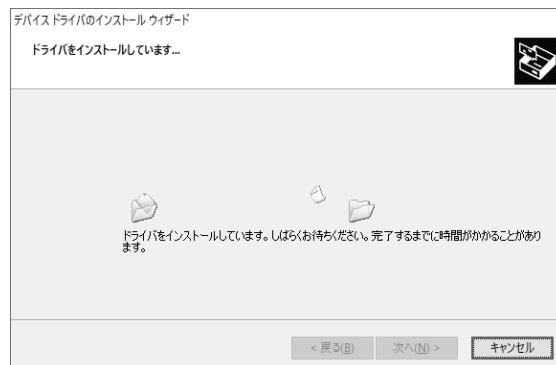 デバイス ドライバのインストール ウィザード
ドライバをインストールしています...
ドライバをインストールしています。しばらくお待ちください。完了するまでに時間がかかることがあり
ます。
< 戻る(B)
次へ(N) >
キャンセル